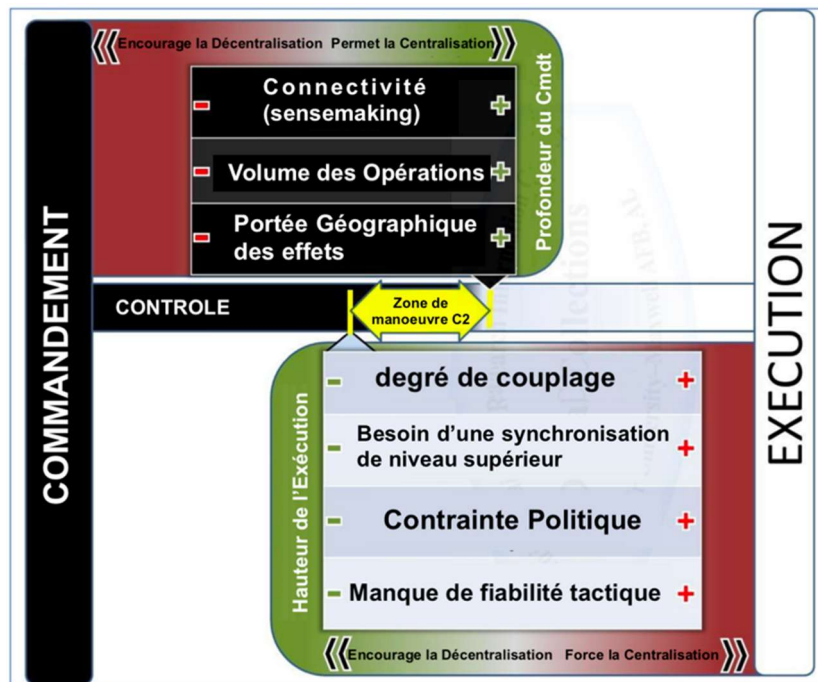 Encourage la Décentralisation Permet la Centralisation
Connectivité
(sensemaking)
Volume des Opérations
Portée Géographique
des effets
Profondeur du Cmdt
COMMANDEMENT
CONTROLE
Zone de
manoeuvre C2
EXECUTION
Hauteur de l'Exécution
degré de couplage
Besoin d'une synchronisation
de niveau supérieur
Contrainte Politique
Manque de fiabilité tactique
Encourage la Décentralisation Force la Centralisation